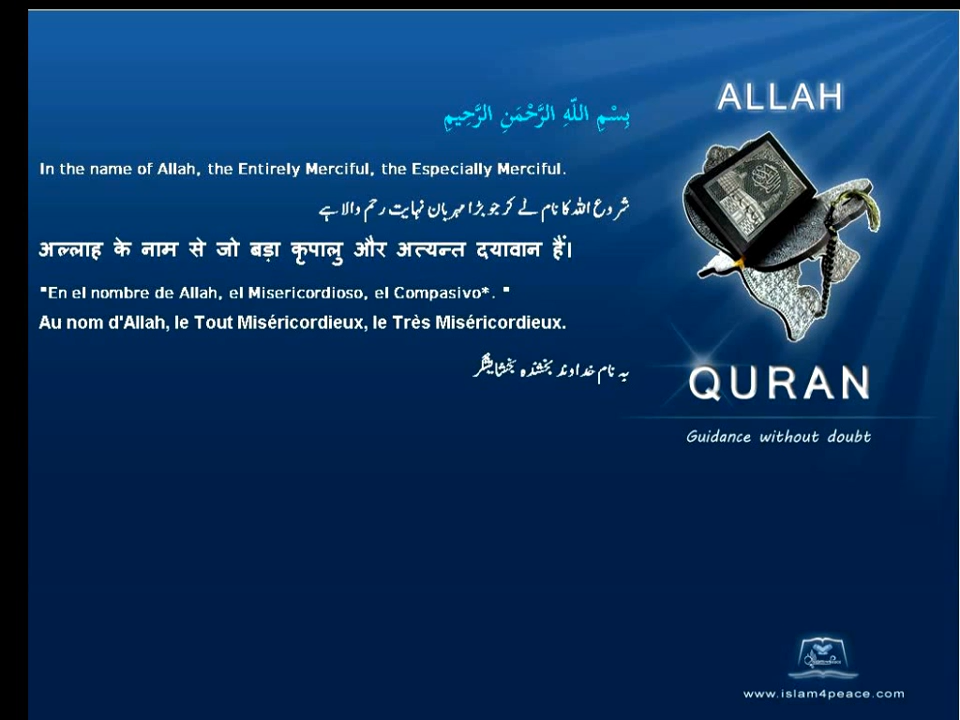 بِسْمِ اللّهِ الرَّحْمَنِ الرَّحِيمِ
In the name of Allah, the Entirely Merciful, the Especially Merciful.
شروع الله کا نام لے کر جو بڑا مہربان نہایت رحم والا ہے
अल्लाह के नाम से जो बड़ा कृपालु और अत्यन्त दयावान हैं।
"En el nombre de Allah, el Misericordioso, el Compasivo*. "
Au nom d'Allah, le Tout Miséricordieux, le Très Miséricordieux.
به نام خداوند بخشنده بخشایشگر
ALLAH
QURAN
Guidance without doubt
www.islam4peace.com